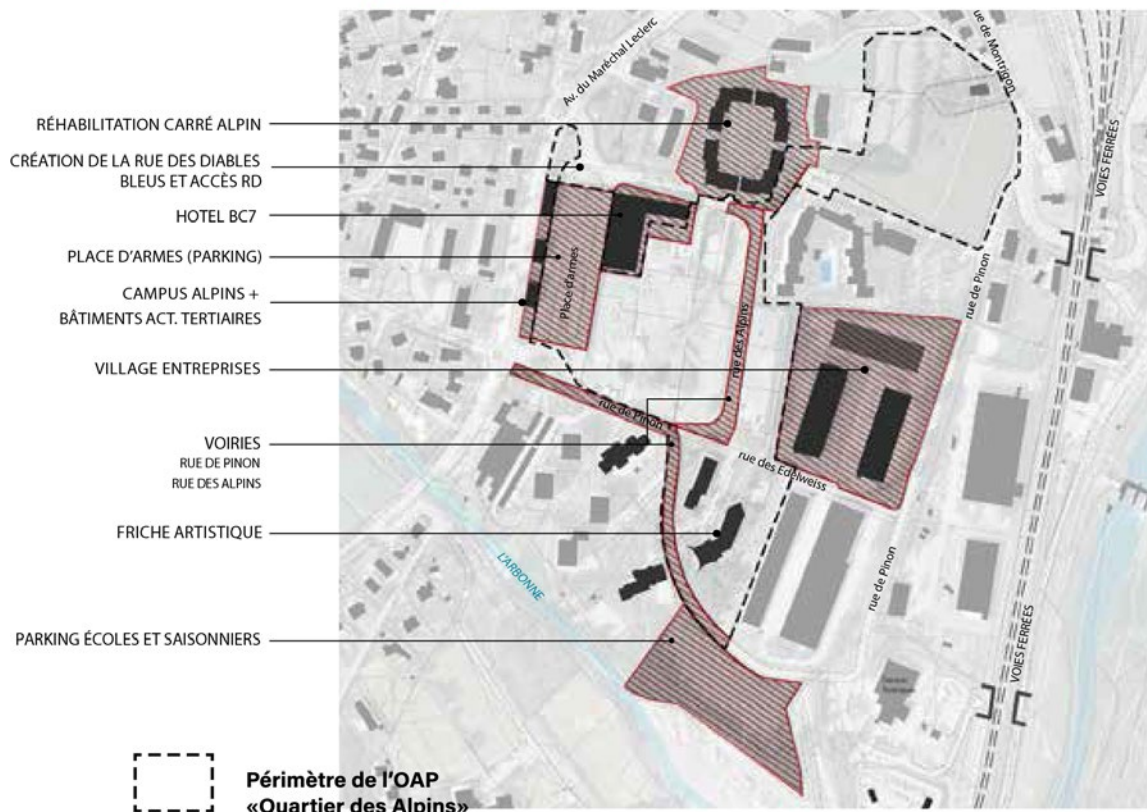 Av. du Maréchal Leclerc
rue de Montrigon
VOIES FERRÉES
RÉHABILITATION CARRÉ ALPIN
CRÉATION DE LA RUE DES DIABLES
BLEUS ET ACCÈS RD
HOTEL BC7
PLACE D'ARMES (PARKING)
Place d'armes
CAMPUS ALPINS +
BÂTIMENTS ACT. TERTIAIRES
rue des Alpins
rue de Pinon
VILLAGE ENTREPRISES
rue de Pinon
VOIRIES
RUE DE PINON
RUE DES ALPINS
rue des Edelweiss
FRICHE ARTISTIQUE
L'ARBONNE
rue de Pinon
PARKING ÉCOLES ET SAISONNIERS
VOIES FERRÉES
Périmètre de l'OAP
«Quartier des Alpins»